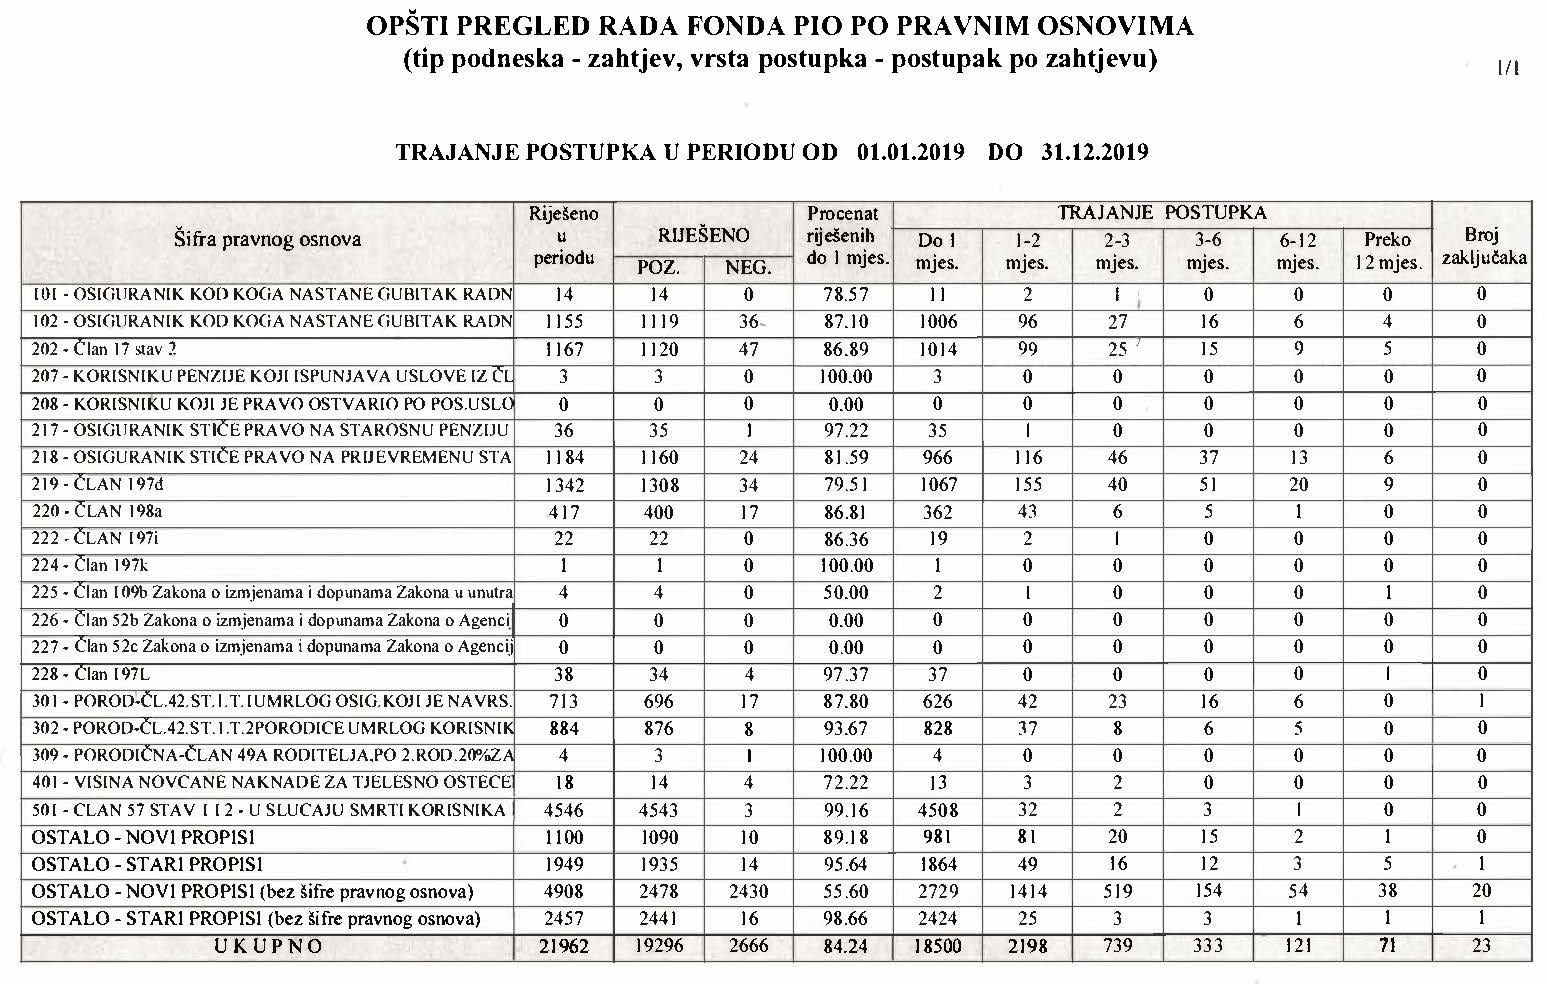 OPŠTI PREGLED RADA FONDA PIO PO PRAVNIM OSNOVIMA
(tip podneska - zahtjev, vrsta postupka - postupak po zahtjevu)
1/1
TRAJANJE POSTUPKA U PERIODU OD 01.01.2019 DO 31.12.2019
Šifra pravnog osnova Riješeno u periodu RIJEŠENO POZ. NEG. Procenat riješenih do 1 mjes. TRAJANJE POSTUPKA Do 1 mjes. 1-2 mjes. 2-3 mjes. 3-6 mjes. 6-12 mjes. Preko 12 mjes. Broj zaključaka
101 - OSIGURANIK KOD KOGA NASTANE GUBITAK RADN 14 14 0 78.57 11 2 1 0 0 0 0
102 - OSIGURANIK KOD KOGA NASTANE GUBITAK RADN 1155 1119 36 87.10 1006 96 27 16 6 4 0
202 - Član 17 stav 2 1167 1120 47 86.89 1014 99 25 15 9 5 0
207 - KORISNIKU PENZIJE KOJI ISPUNJAVA USLOVE IZ ČL 3 3 0 100.00 3 0 0 0 0 0 0
208 - KORISNIKU KOJI JE PRAVO OSTVARIO PO POS.USLO 0 0 0 0.00 0 0 0 0 0 0 0
217 - OSIGURANIK STIČE PRAVO NA STAROSNU PENZIJU 36 35 1 97.22 35 1 0 0 0 0 0
218 - OSIGURANIK STIČE PRAVO NA PRIJEVREMENU STA 1184 1160 24 81.59 966 116 46 37 13 6 0
219 - ČLAN 197d 1342 1308 34 79.51 1067 155 40 51 20 9 0
220 - ČLAN 198a 417 400 17 86.81 362 43 6 5 1 0 0
222 - ČLAN 197i 22 22 0 86.36 19 2 1 0 0 0 0
224 - Član 197k 1 1 0 100.00 1 0 0 0 0 0 0
225 - Član 109b Zakona o izmjenama i dopunama Zakona u unutra 4 4 0 50.00 2 1 0 0 0 1 0
226 - Član 52b Zakona o izmjenama i dopunama Zakona o Agencij 0 0 0 0.00 0 0 0 0 0 0 0
227 - Član 52c Zakona o izmjenama i dopunama Zakona o Agencij 0 0 0 0.00 0 0 0 0 0 0 0
228 - Član 197L 38 34 4 97.37 37 0 0 0 0 1 0
301 - POROD-ČL.42.ST.1.T.1UMRLOG OSIG.KOJI JE NAVRS. 713 696 17 87.80 626 42 23 16 6 0 1
302 - POROD-ČL.42.ST.1.T.2PORODICE UMRLOG KORISNIK 884 876 8 93.67 828 37 8 6 5 0 0
309 - PORODIČNA-ČLAN 49A RODITELJA,PO 2.ROD.20%ZA 4 3 1 100.00 4 0 0 0 0 0 0
401 - VISINA NOVCANE NAKNADE ZA TJELESNO OSTECE 18 14 4 72.22 13 3 2 0 0 0 0
501 - CLAN 57 STAV 1 I 2 - U SLUCAJU SMRTI KORISNIKA 4546 4543 3 99.16 4508 32 2 3 1 0 0
OSTALO - NOVI PROPISI 1100 1090 10 89.18 981 81 20 15 2 1 0
OSTALO - STARI PROPISI 1949 1935 14 95.64 1864 49 16 12 3 5 1
OSTALO - NOVI PROPISI (bez šifre pravnog osnova) 4908 2478 2430 55.60 2729 1414 519 154 54 38 20
OSTALO - STARI PROPISI (bez šifre pravnog osnova) 2457 2441 16 98.66 2424 25 3 3 1 1 1
UKUPNO 21962 19296 2666 84.24 18500 2198 739 333 121 71 23